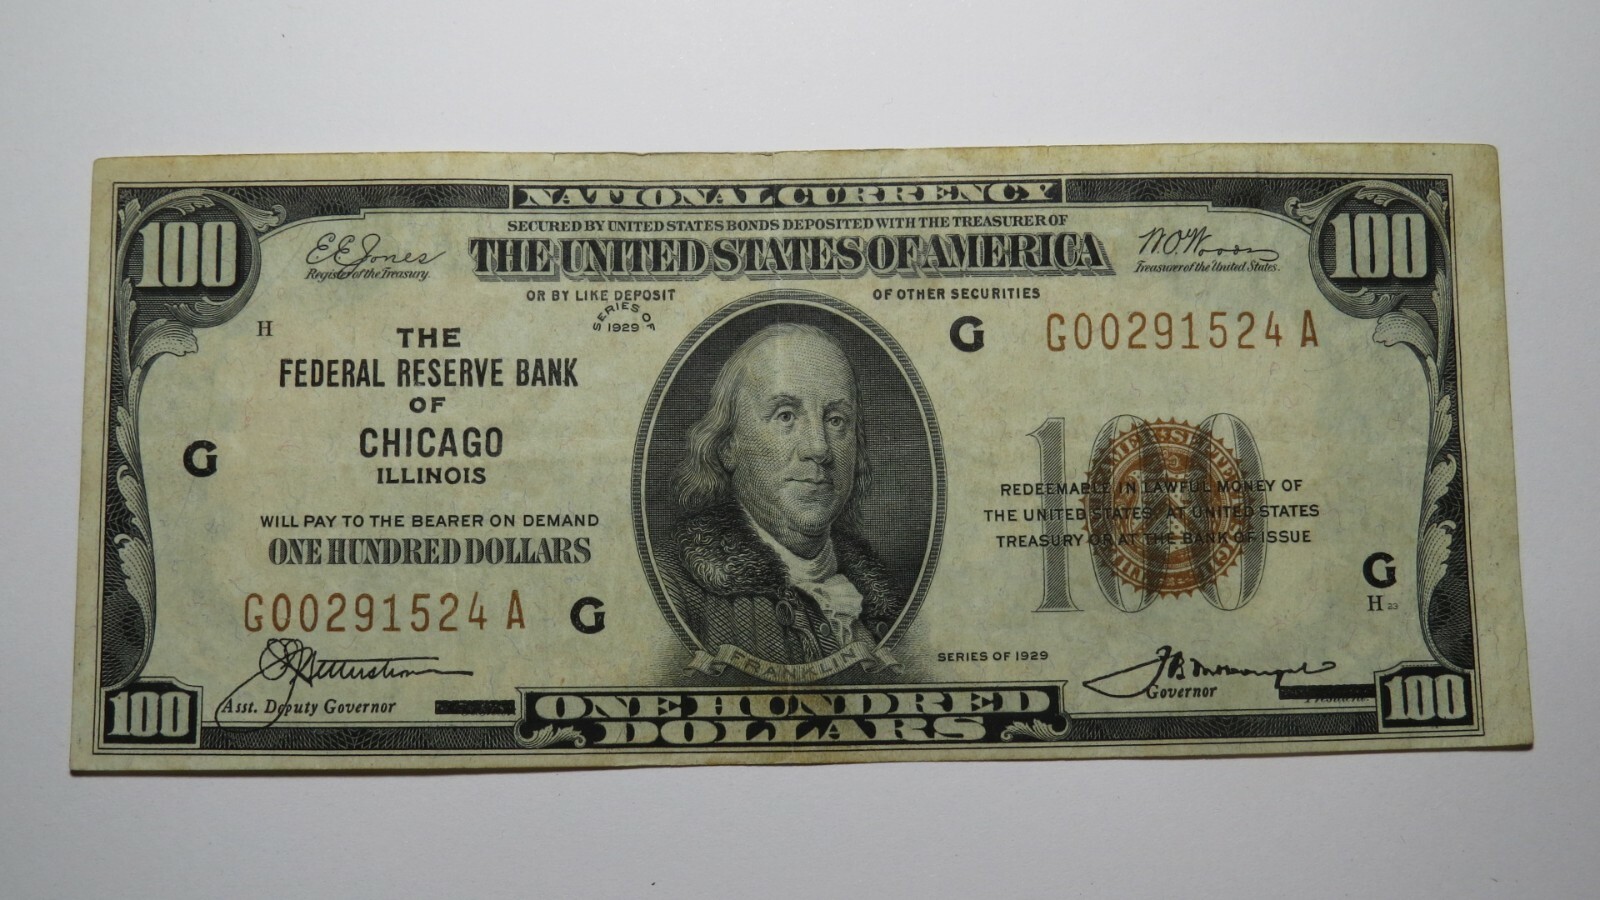 NATIONAL CURRENCY
SECURED BY UNITED STATES BONDS DEPOSITED WITH THE TREASURER OF
THE UNITED STATES OF AMERICA
OR BY LIKE DEPOSIT OF OTHER SECURITIES
100
100
E E Jones
Register of the Treasury.
W.O. Woods
Treasurer of the United States.
SERIES OF
1929
H
G
G00291524 A
THE
FEDERAL RESERVE BANK
OF
CHICAGO
ILLINOIS
G
WILL PAY TO THE BEARER ON DEMAND
ONE HUNDRED DOLLARS
G00291524 A
G
100
REDEEMABLE IN LAWFUL MONEY OF
THE UNITED STATES AT UNITED STATES
TREASURY OR AT THE BANK OF ISSUE
G
H 23
FRANKLIN
SERIES OF 1929
Asst. Deputy Governor
Governor
100
ONE HUNDRED
DOLLARS
100